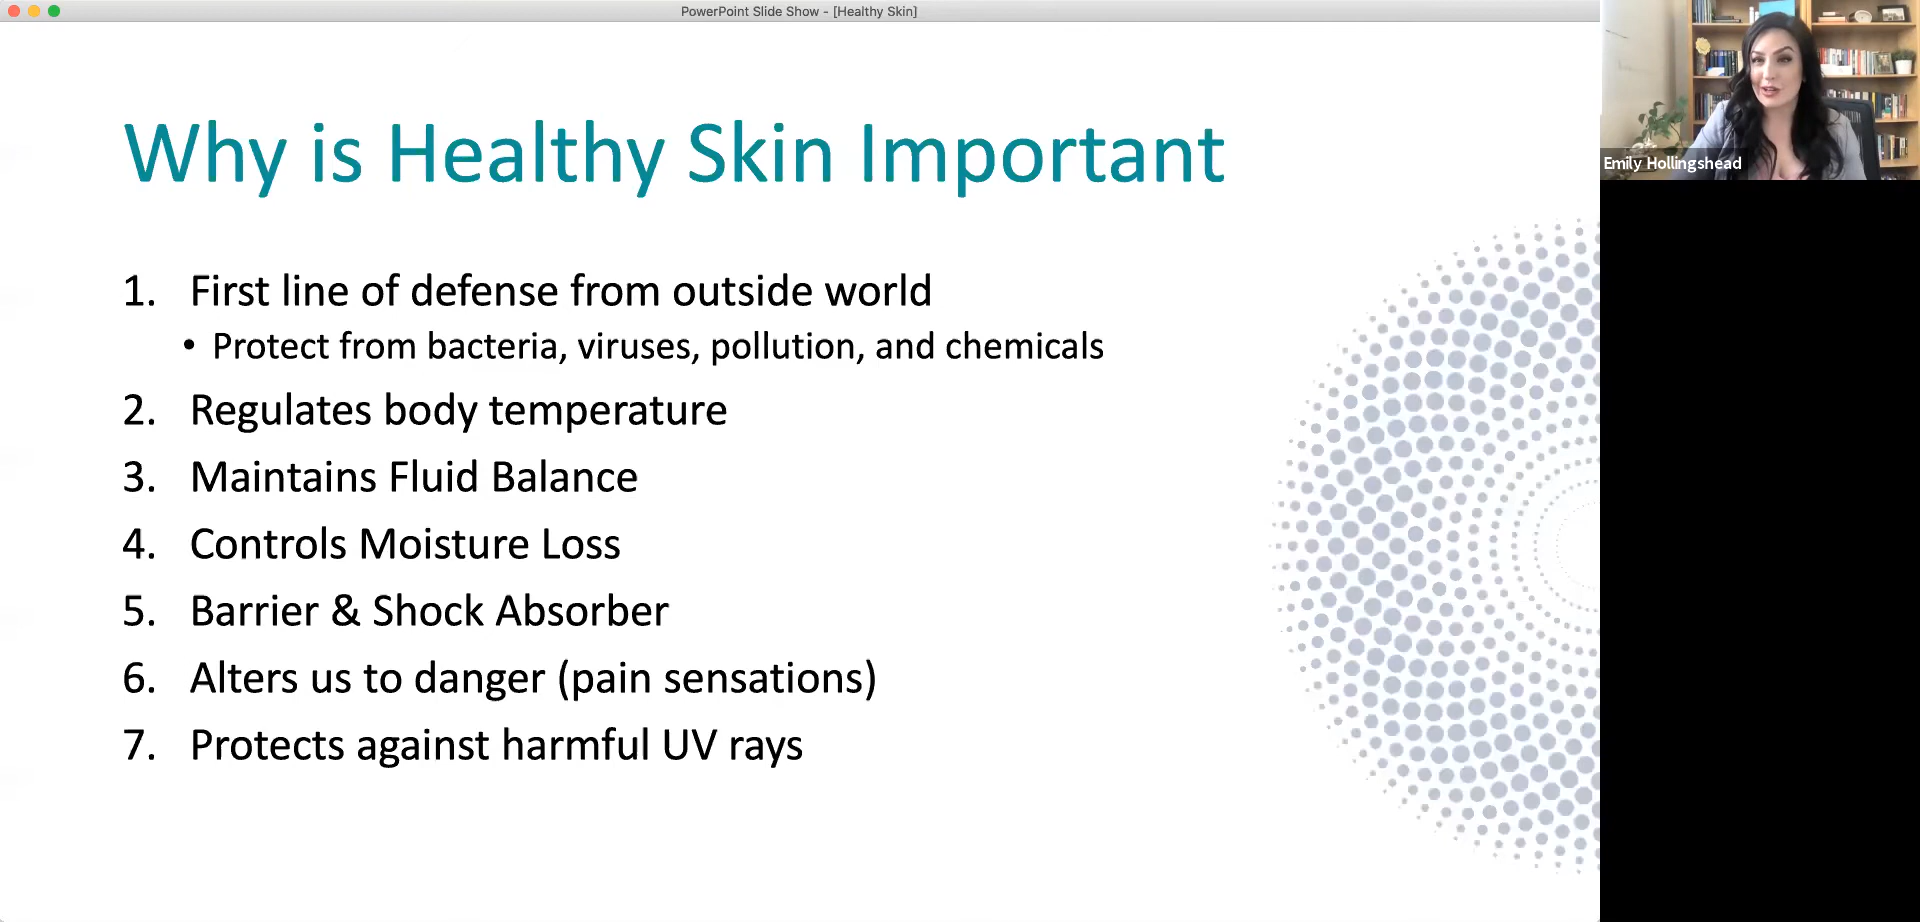 PowerPoint Slide Show - [Healthy Skin]
Why is Healthy Skin Important
1. First line of defense from outside world
• Protect from bacteria, viruses, pollution, and chemicals
2. Regulates body temperature
3. Maintains Fluid Balance
4. Controls Moisture Loss
5. Barrier & Shock Absorber
6. Alters us to danger (pain sensations)
7. Protects against harmful UV rays
Emily Hollingshead